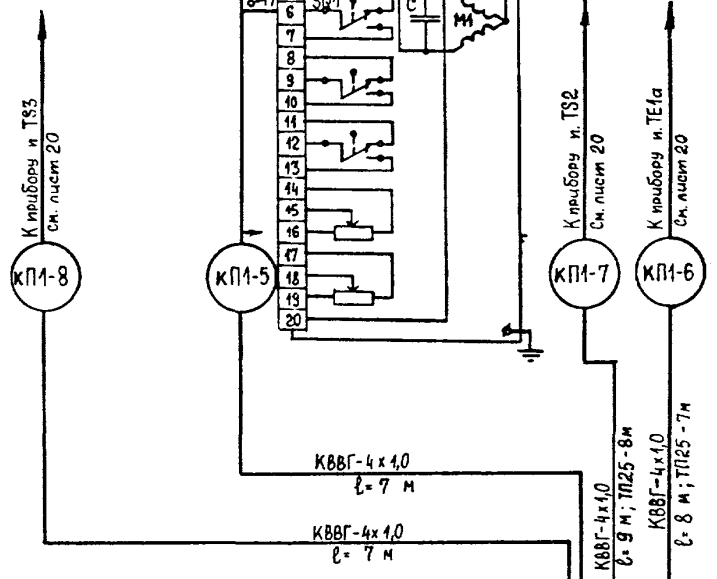 К прибору п. TS3
См. лист 20
кП1-8
кП1-5
6
7
8
9
10
11
12
13
14
15
16
17
18
19
20
C
M1
К прибору п. TS2
См. лист 20
кП1-7
К прибору п. TE1a
См. лист 20
кП1-6
КВВГ-4х1,0
ℓ= 7 м
КВВГ-4х1,0
ℓ= 7 м
КВВГ-4х1,0
ℓ= 9 м; ТП25-8м
КВВГ-4х1,0
ℓ= 8 м; ТП25-7м